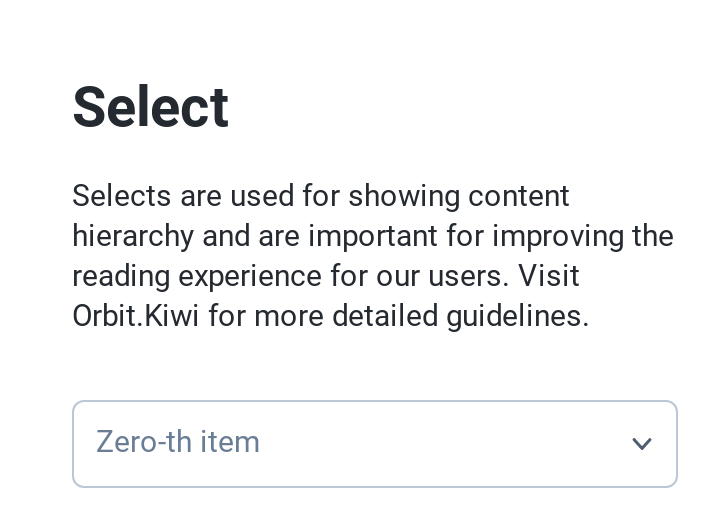 Select
Selects are used for showing content
hierarchy and are important for improving the
reading experience for our users. Visit
Orbit.Kiwi for more detailed guidelines.
Zero-th item